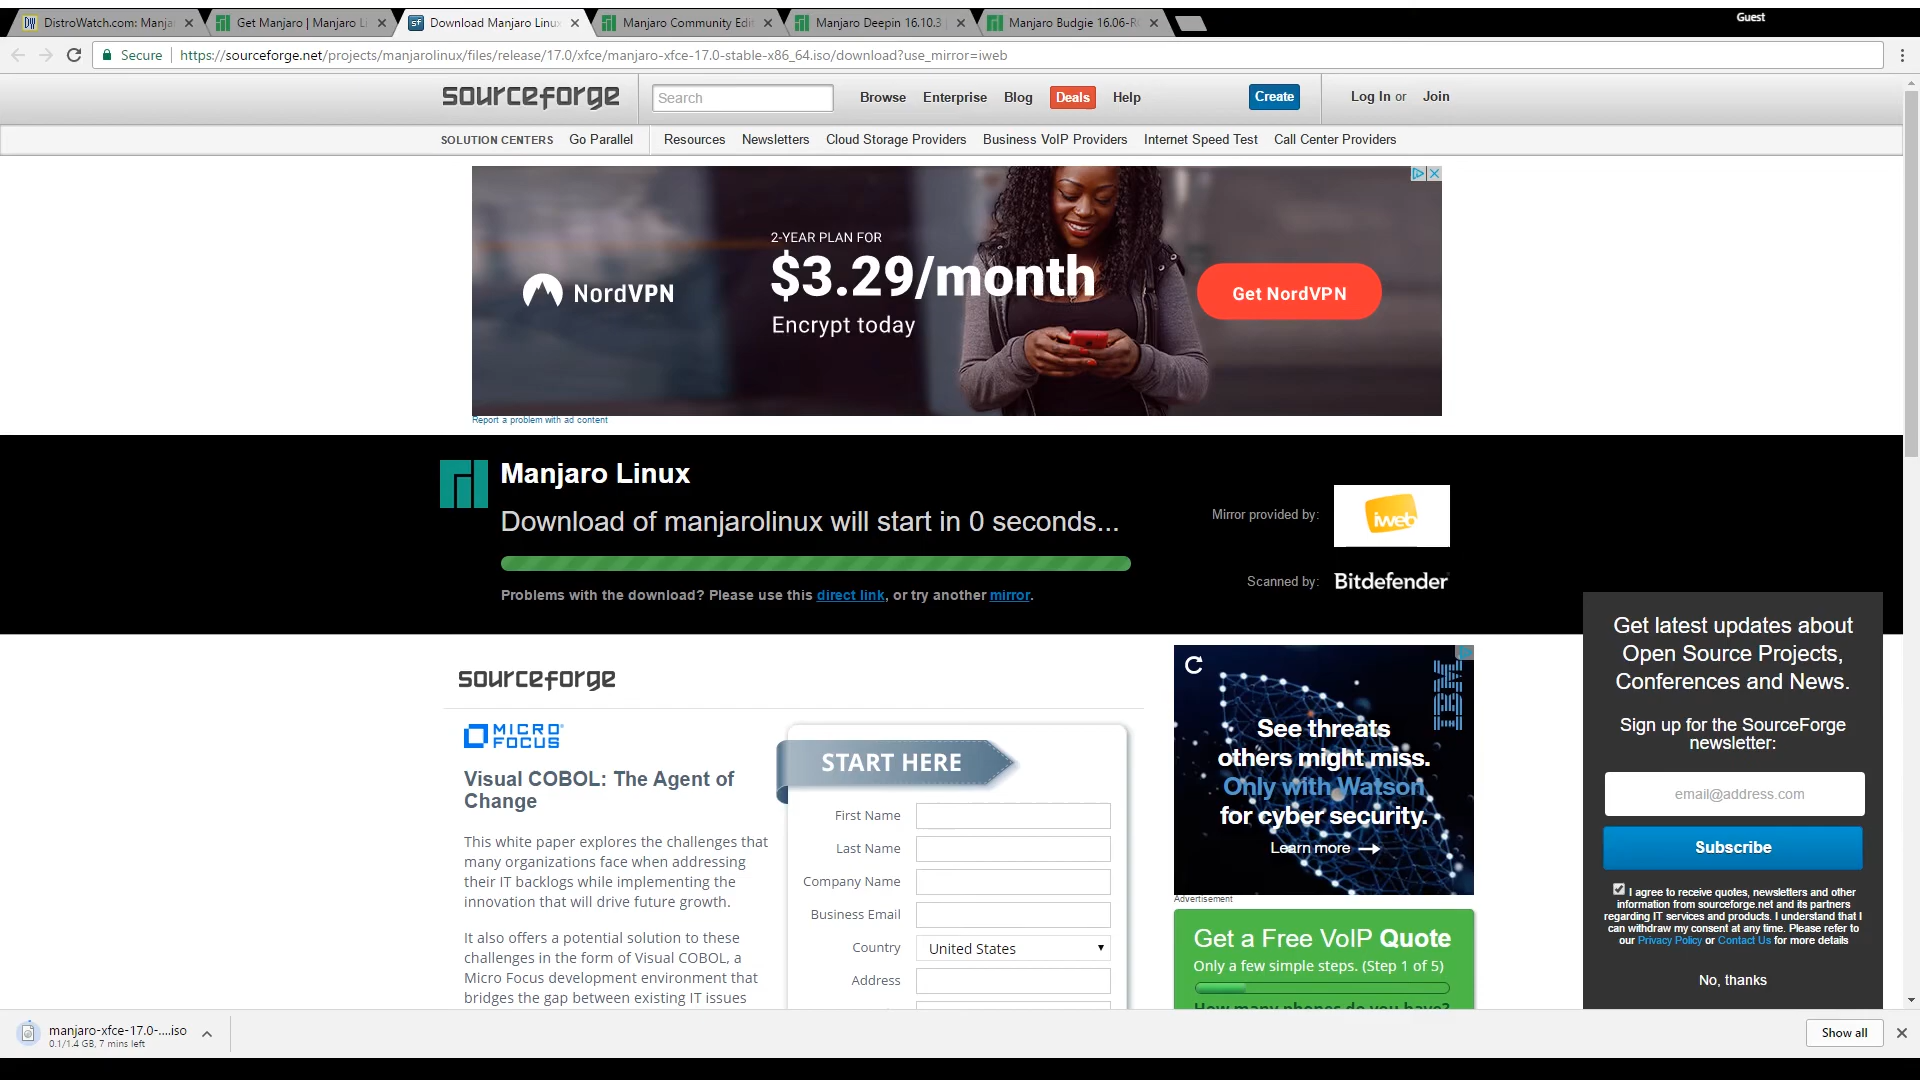 DistroWatch.com: Manja
Get Manjaro | Manjaro Li
Download Manjaro Linux
Manjaro Community Edit
Manjaro Deepin 16.10.3
Manjaro Budgie 16.06-R
Guest
Secure
https://sourceforge.net/projects/manjarolinux/files/release/17.0/xfce/manjaro-xfce-17.0-stable-x86_64.iso/download?use_mirror=iweb
sourceforge
Search
Browse
Enterprise
Blog
Deals
Help
Create
Log In or Join
SOLUTION CENTERS
Go Parallel
Resources
Newsletters
Cloud Storage Providers
Business VoIP Providers
Internet Speed Test
Call Center Providers
NordVPN
2-YEAR PLAN FOR
$3.29/month
Encrypt today
Get NordVPN
Report a problem with ad content
Manjaro Linux
Download of manjarolinux will start in 0 seconds...
Problems with the download? Please use this direct link, or try another mirror.
Mirror provided by:
iweb
Scanned by:
Bitdefender
sourceforge
MICRO
FOCUS
Visual COBOL: The Agent of
Change
This white paper explores the challenges that
many organizations face when addressing
their IT backlogs while implementing the
innovation that will drive future growth.
It also offers a potential solution to these
challenges in the form of Visual COBOL, a
Micro Focus development environment that
bridges the gap between existing IT issues
START HERE
First Name
Last Name
Company Name
Business Email
Country
United States
Address
IBM
See threats
others might miss.
Only with Watson
for cyber security.
Learn more
Advertisement
Get a Free VoIP Quote
Only a few simple steps. (Step 1 of 5)
How many phones do you have?
Get latest updates about
Open Source Projects,
Conferences and News.
Sign up for the SourceForge
newsletter:
email@address.com
Subscribe
I agree to receive quotes, newsletters and other
information from sourceforge.net and its partners
regarding IT services and products. I understand that I
can withdraw my consent at any time. Please refer to
our Privacy Policy or Contact Us for more details
No, thanks
manjaro-xfce-17.0-....iso
0.1/1.4 GB, 7 mins left
Show all